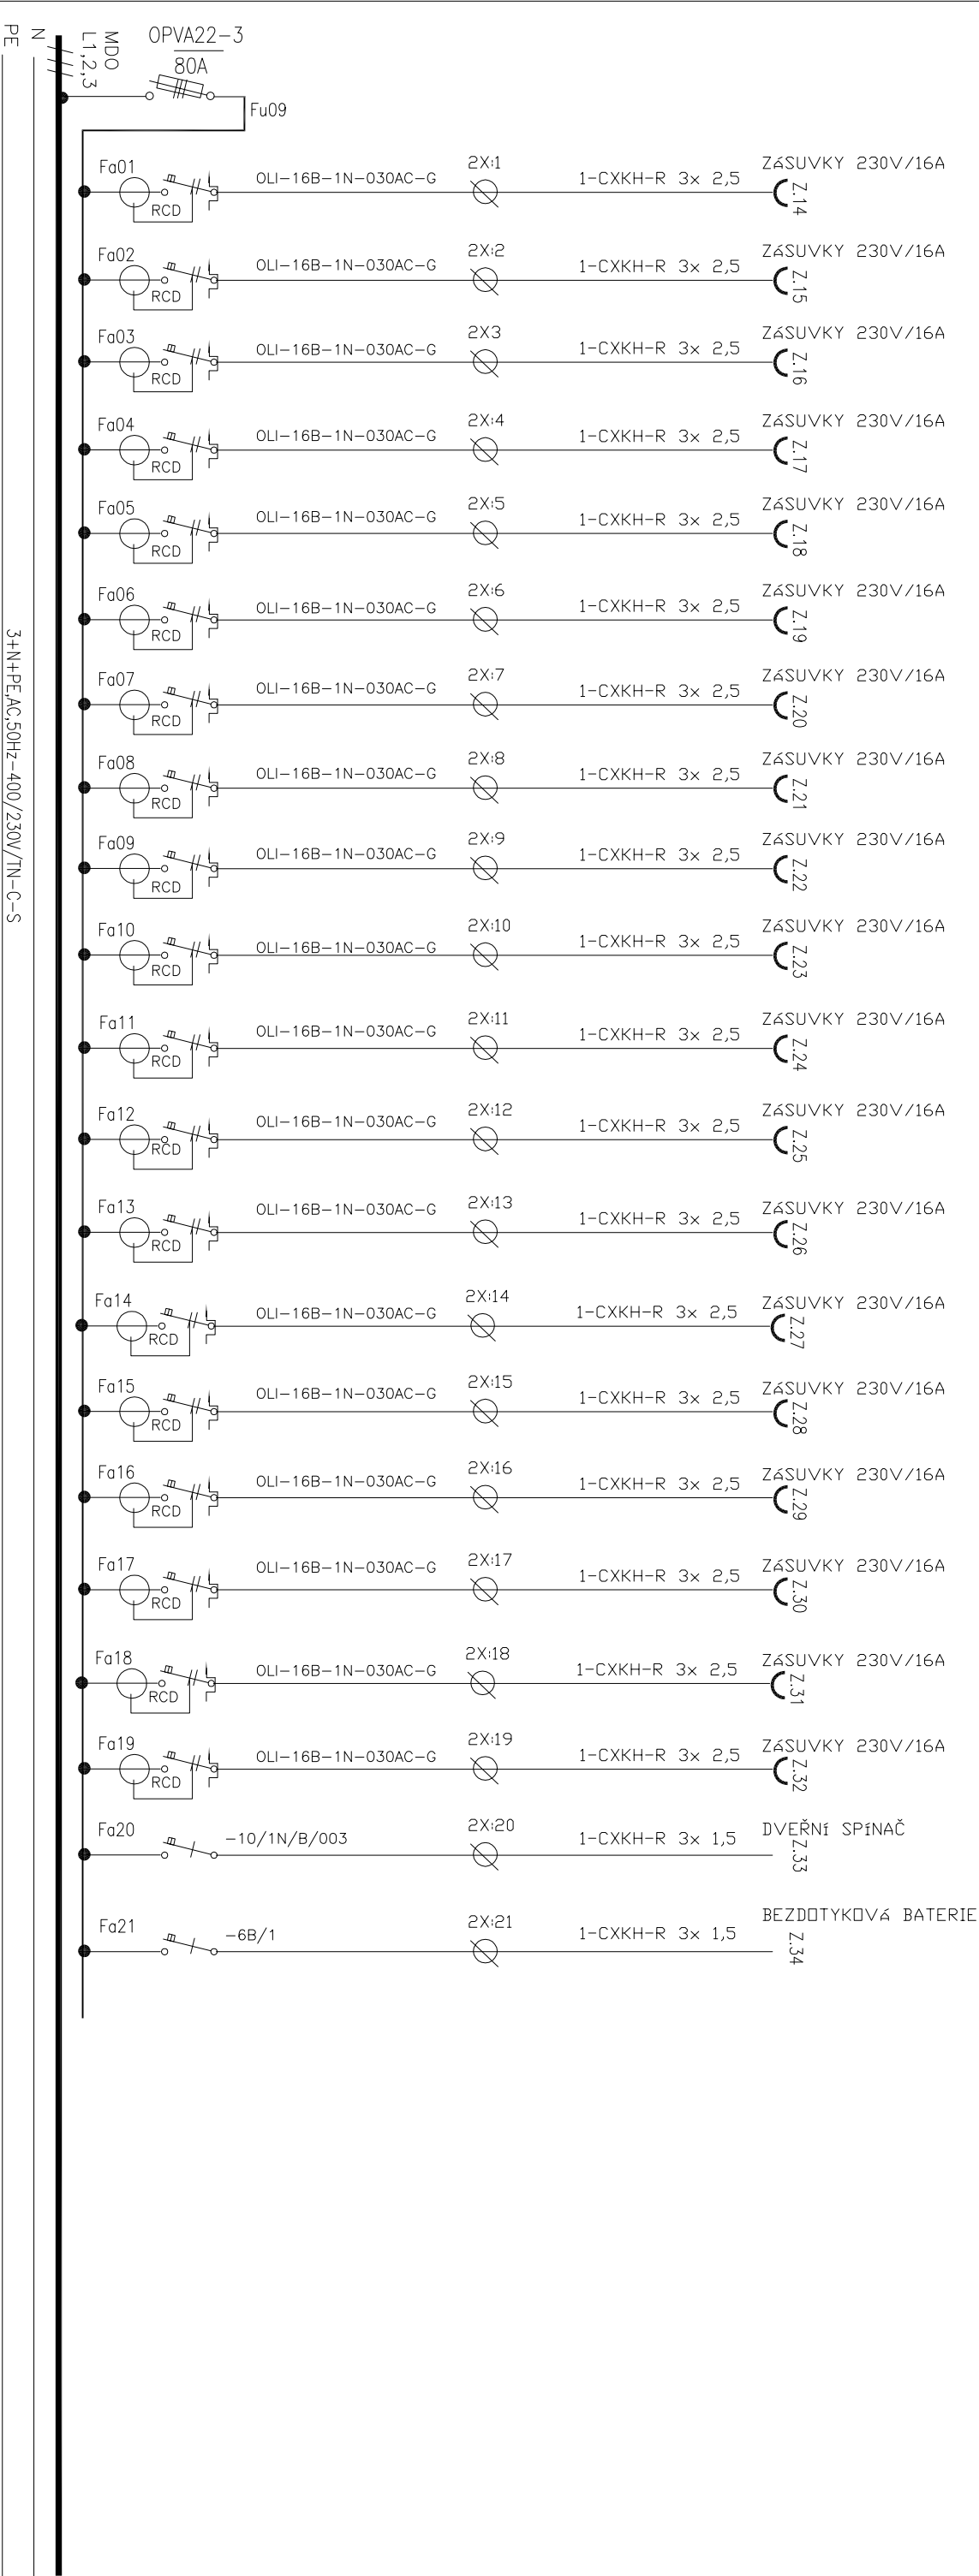 PE
N
MDO
L1,2,3
3+N+PE,AC,50Hz-400/230V/TN-C-S
OPVA22-3
80A
Fu09
Fa01 RCD OLI-16B-1N-030AC-G 2X:1 1-CXKH-R 3x 2,5 ZáSUVKY 230V/16A Z.14
Fa02 RCD OLI-16B-1N-030AC-G 2X:2 1-CXKH-R 3x 2,5 ZáSUVKY 230V/16A Z.15
Fa03 RCD OLI-16B-1N-030AC-G 2X3 1-CXKH-R 3x 2,5 ZáSUVKY 230V/16A Z.16
Fa04 RCD OLI-16B-1N-030AC-G 2X:4 1-CXKH-R 3x 2,5 ZáSUVKY 230V/16A Z.17
Fa05 RCD OLI-16B-1N-030AC-G 2X:5 1-CXKH-R 3x 2,5 ZáSUVKY 230V/16A Z.18
Fa06 RCD OLI-16B-1N-030AC-G 2X:6 1-CXKH-R 3x 2,5 ZáSUVKY 230V/16A Z.19
Fa07 RCD OLI-16B-1N-030AC-G 2X:7 1-CXKH-R 3x 2,5 ZáSUVKY 230V/16A Z.20
Fa08 RCD OLI-16B-1N-030AC-G 2X:8 1-CXKH-R 3x 2,5 ZáSUVKY 230V/16A Z.21
Fa09 RCD OLI-16B-1N-030AC-G 2X:9 1-CXKH-R 3x 2,5 ZáSUVKY 230V/16A Z.22
Fa10 RCD OLI-16B-1N-030AC-G 2X:10 1-CXKH-R 3x 2,5 ZáSUVKY 230V/16A Z.23
Fa11 RCD OLI-16B-1N-030AC-G 2X:11 1-CXKH-R 3x 2,5 ZáSUVKY 230V/16A Z.24
Fa12 RCD OLI-16B-1N-030AC-G 2X:12 1-CXKH-R 3x 2,5 ZáSUVKY 230V/16A Z.25
Fa13 RCD OLI-16B-1N-030AC-G 2X:13 1-CXKH-R 3x 2,5 ZáSUVKY 230V/16A Z.26
Fa14 RCD OLI-16B-1N-030AC-G 2X:14 1-CXKH-R 3x 2,5 ZáSUVKY 230V/16A Z.27
Fa15 RCD OLI-16B-1N-030AC-G 2X:15 1-CXKH-R 3x 2,5 ZáSUVKY 230V/16A Z.28
Fa16 RCD OLI-16B-1N-030AC-G 2X:16 1-CXKH-R 3x 2,5 ZáSUVKY 230V/16A Z.29
Fa17 RCD OLI-16B-1N-030AC-G 2X:17 1-CXKH-R 3x 2,5 ZáSUVKY 230V/16A Z.30
Fa18 RCD OLI-16B-1N-030AC-G 2X:18 1-CXKH-R 3x 2,5 ZáSUVKY 230V/16A Z.31
Fa19 RCD OLI-16B-1N-030AC-G 2X:19 1-CXKH-R 3x 2,5 ZáSUVKY 230V/16A Z.32
Fa20 -10/1N/B/003 2X:20 1-CXKH-R 3x 1,5 DVEŘNí SPíNAČ Z.33
Fa21 -6B/1 2X:21 1-CXKH-R 3x 1,5 BEZDOTYKOVá BATERIE Z.34